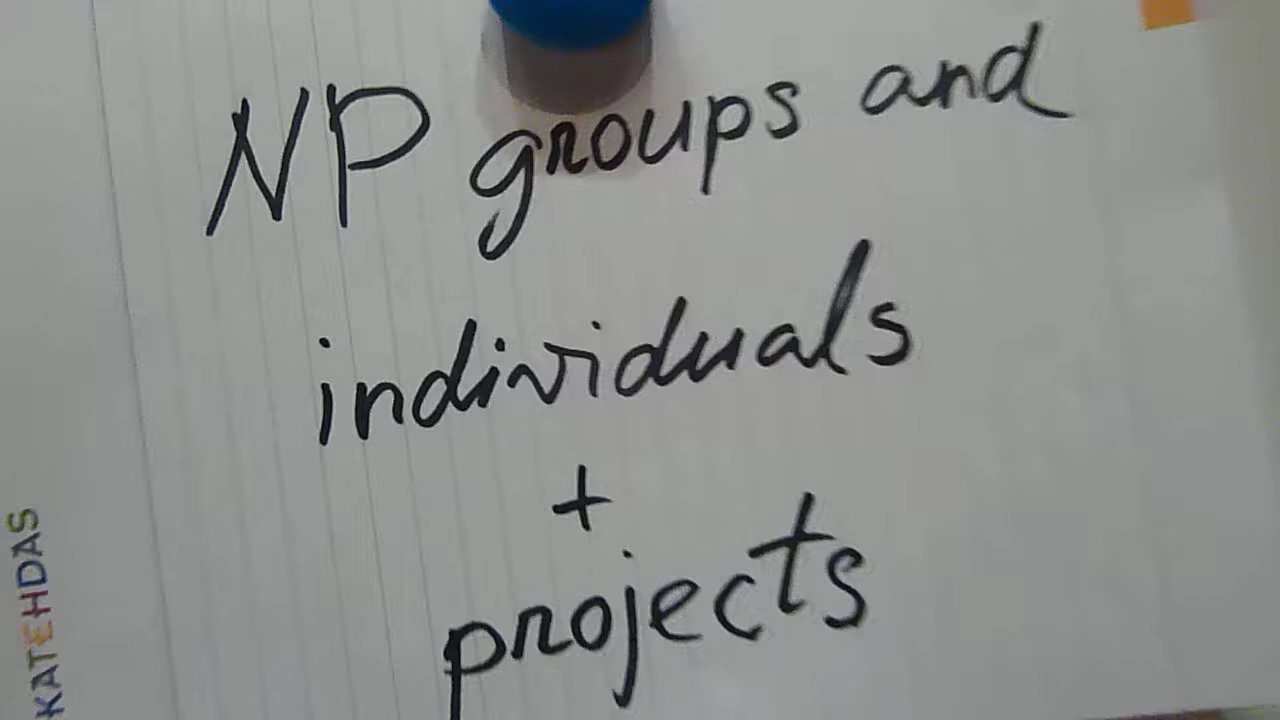 NP groups and
individuals
+
projects
KATEHDAS